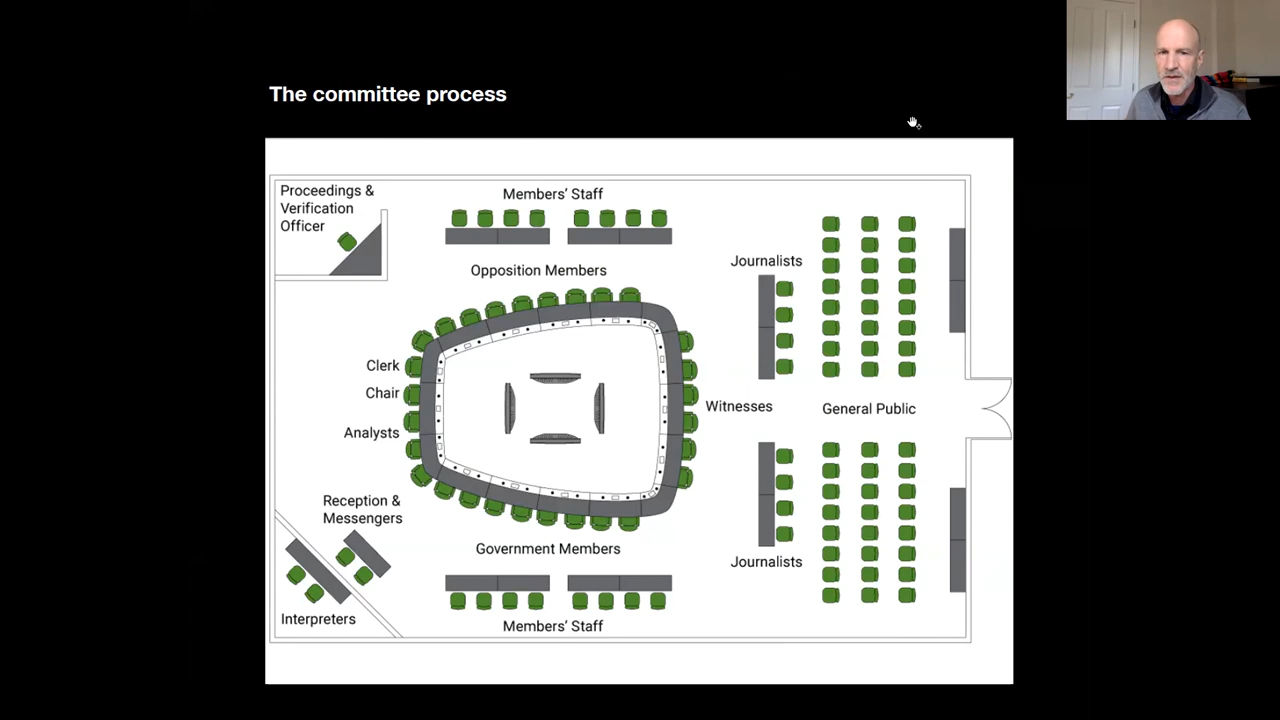 The committee process
Proceedings &
Verification
Officer
Members‘ Staff
Opposition Members
Journalists
Clerk
Chair
Analysts
Witnesses
General Public
Reception &
Messengers
Government Members
Journalists
Interpreters
Members‘ Staff